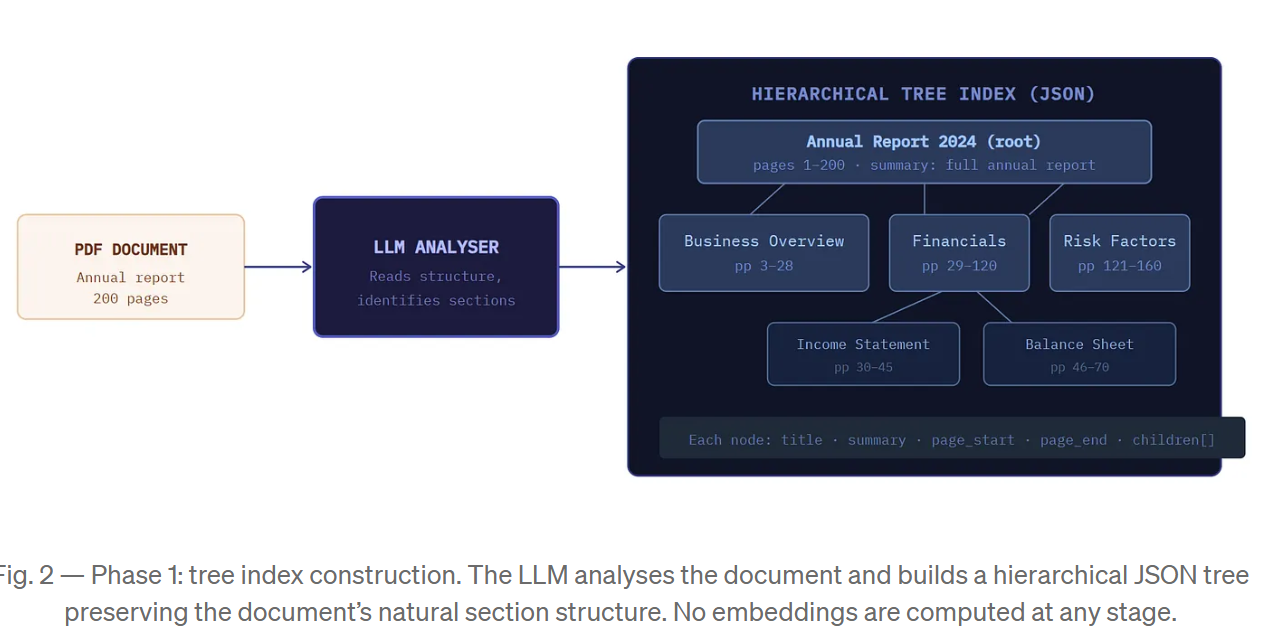 HIERARCHICAL TREE INDEX (JSON)
Annual Report 2024 (root)
pages 1–200 · summary: full annual report
PDF DOCUMENT
Annual report
200 pages
LLM ANALYSER
Reads structure,
identifies sections
Business Overview
pp 3–28
Financials
pp 29–120
Risk Factors
pp 121–160
Income Statement
pp 30–45
Balance Sheet
pp 46–70
Each node: title · summary · page_start · page_end · children[]
Fig. 2 — Phase 1: tree index construction. The LLM analyses the document and builds a hierarchical JSON tree
preserving the document’s natural section structure. No embeddings are computed at any stage.